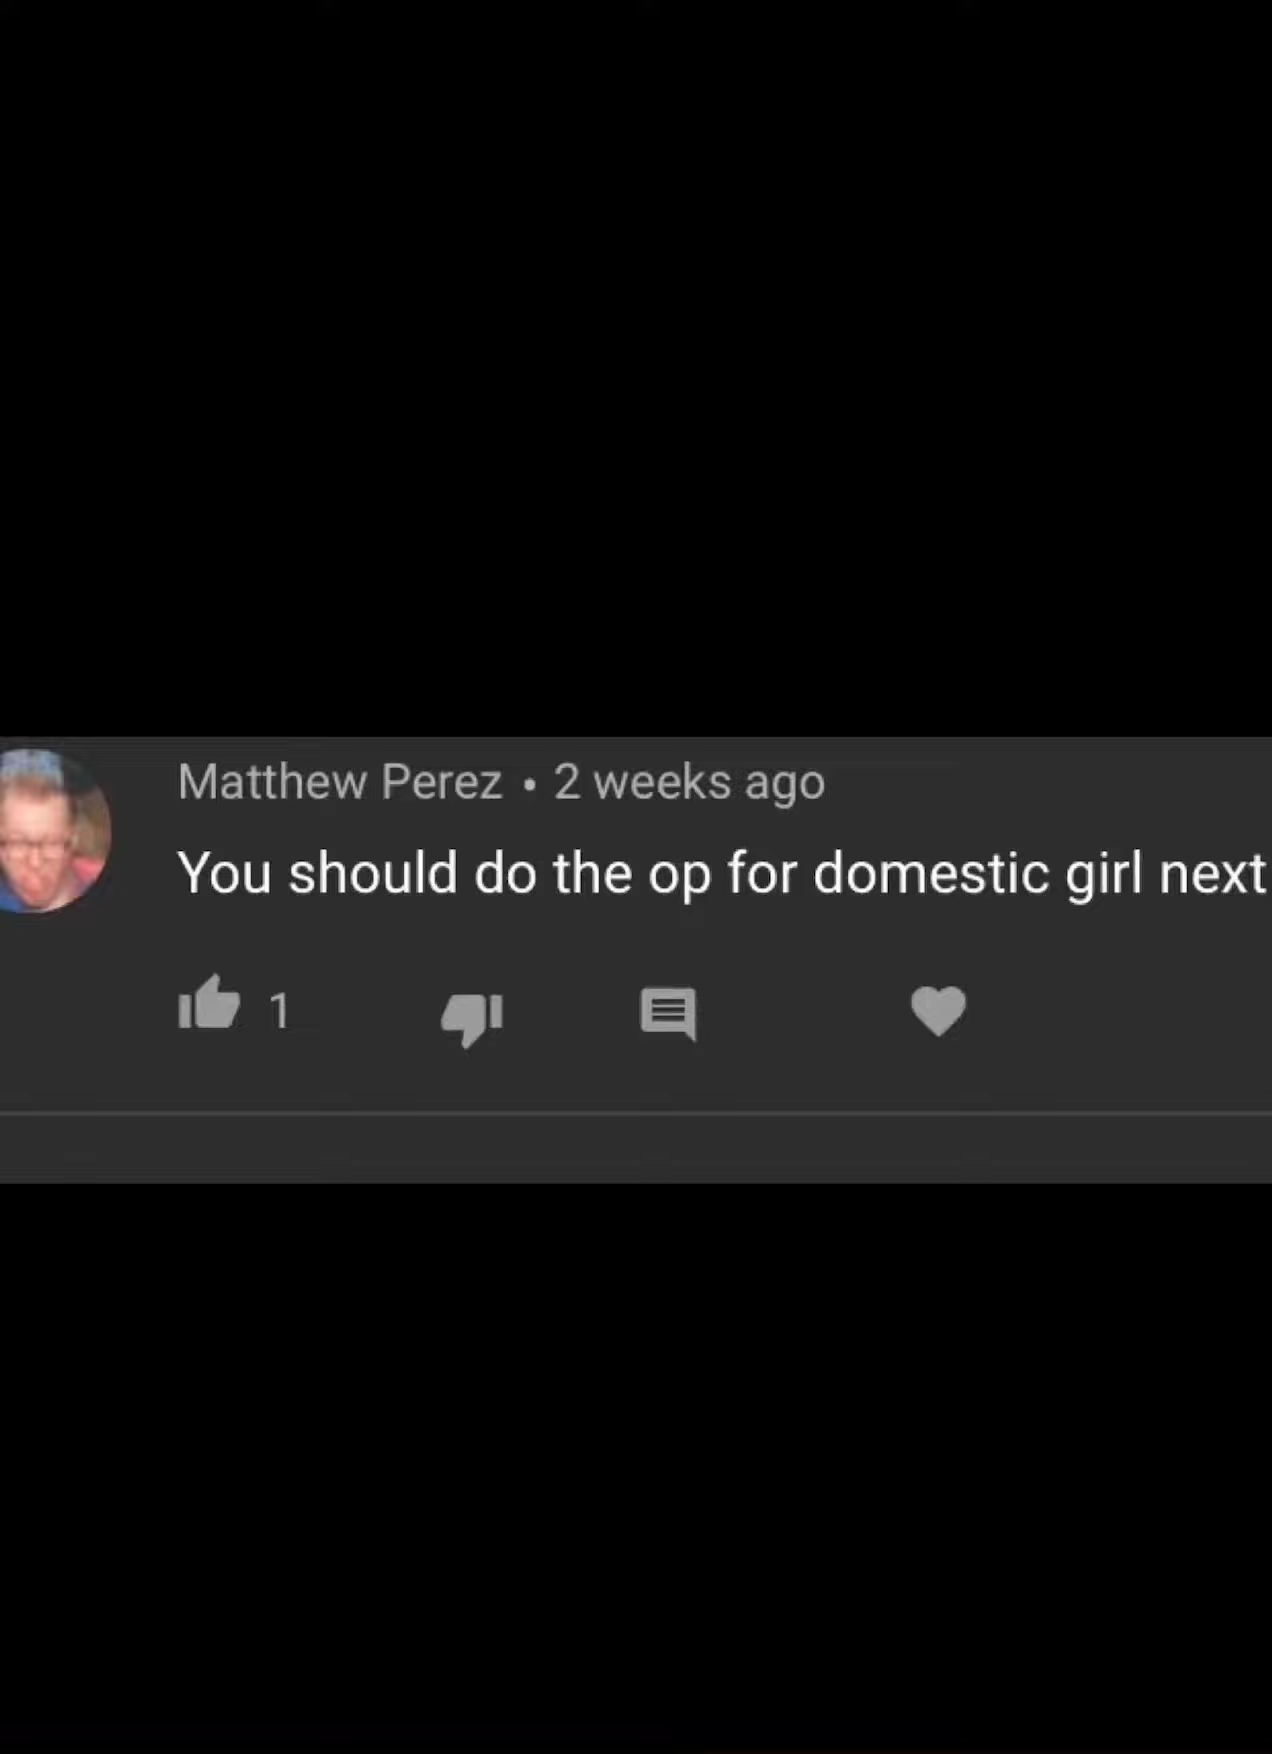 Matthew Perez • 2 weeks ago
You should do the op for domestic girl next
1